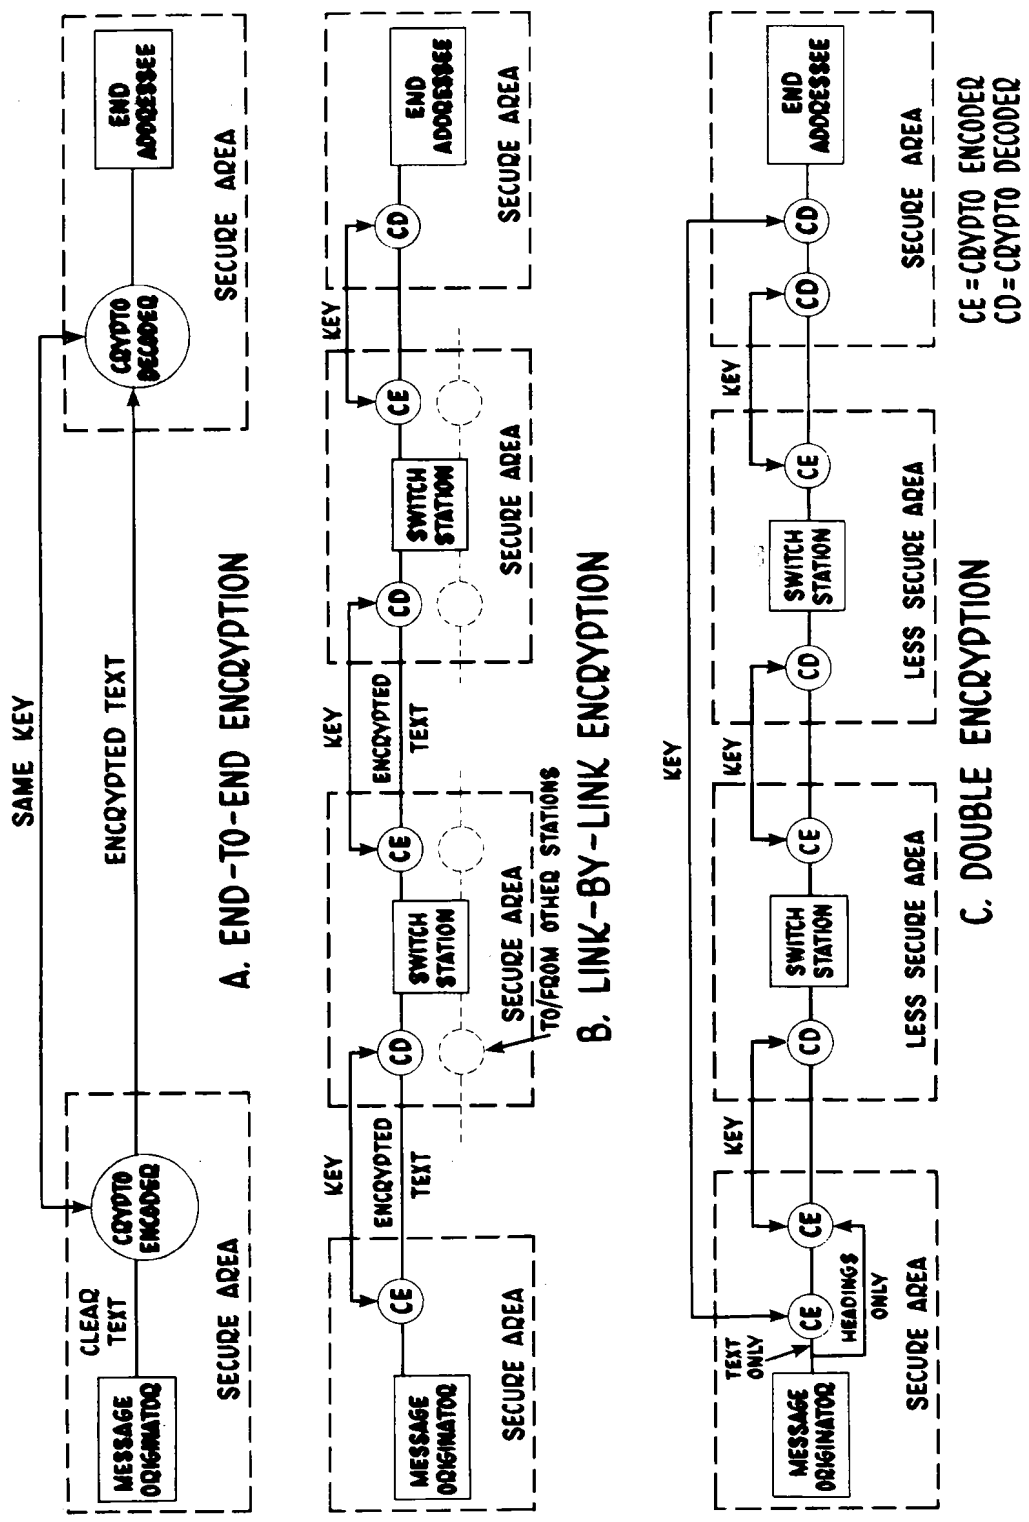 SAME KEY
MESSAGE
ORIGINATOR
CLEAR
TEXT
CRYPTO
ENCODER
SECURE AREA
ENCRYPTED TEXT
CRYPTO
DECODER
END
ADDRESSEE
SECURE AREA
A. END-TO-END ENCRYPTION
MESSAGE
ORIGINATOR
CE
SECURE AREA
KEY
ENCRYPTED
TEXT
CD
SWITCH
STATION
CE
SECURE AREA
TO/FROM OTHER STATIONS
KEY
ENCRYPTED
TEXT
CD
SWITCH
STATION
CE
SECURE AREA
KEY
CD
END
ADDRESSEE
SECURE AREA
B. LINK-BY-LINK ENCRYPTION
KEY
MESSAGE
ORIGINATOR
TEXT
ONLY
CE
CE
HEADINGS
ONLY
SECURE AREA
KEY
CD
SWITCH
STATION
CE
LESS SECURE AREA
KEY
CD
SWITCH
STATION
CE
LESS SECURE AREA
KEY
CD
CD
END
ADDRESSEE
SECURE AREA
C. DOUBLE ENCRYPTION
CE = CRYPTO ENCODER
CD = CRYPTO DECODER